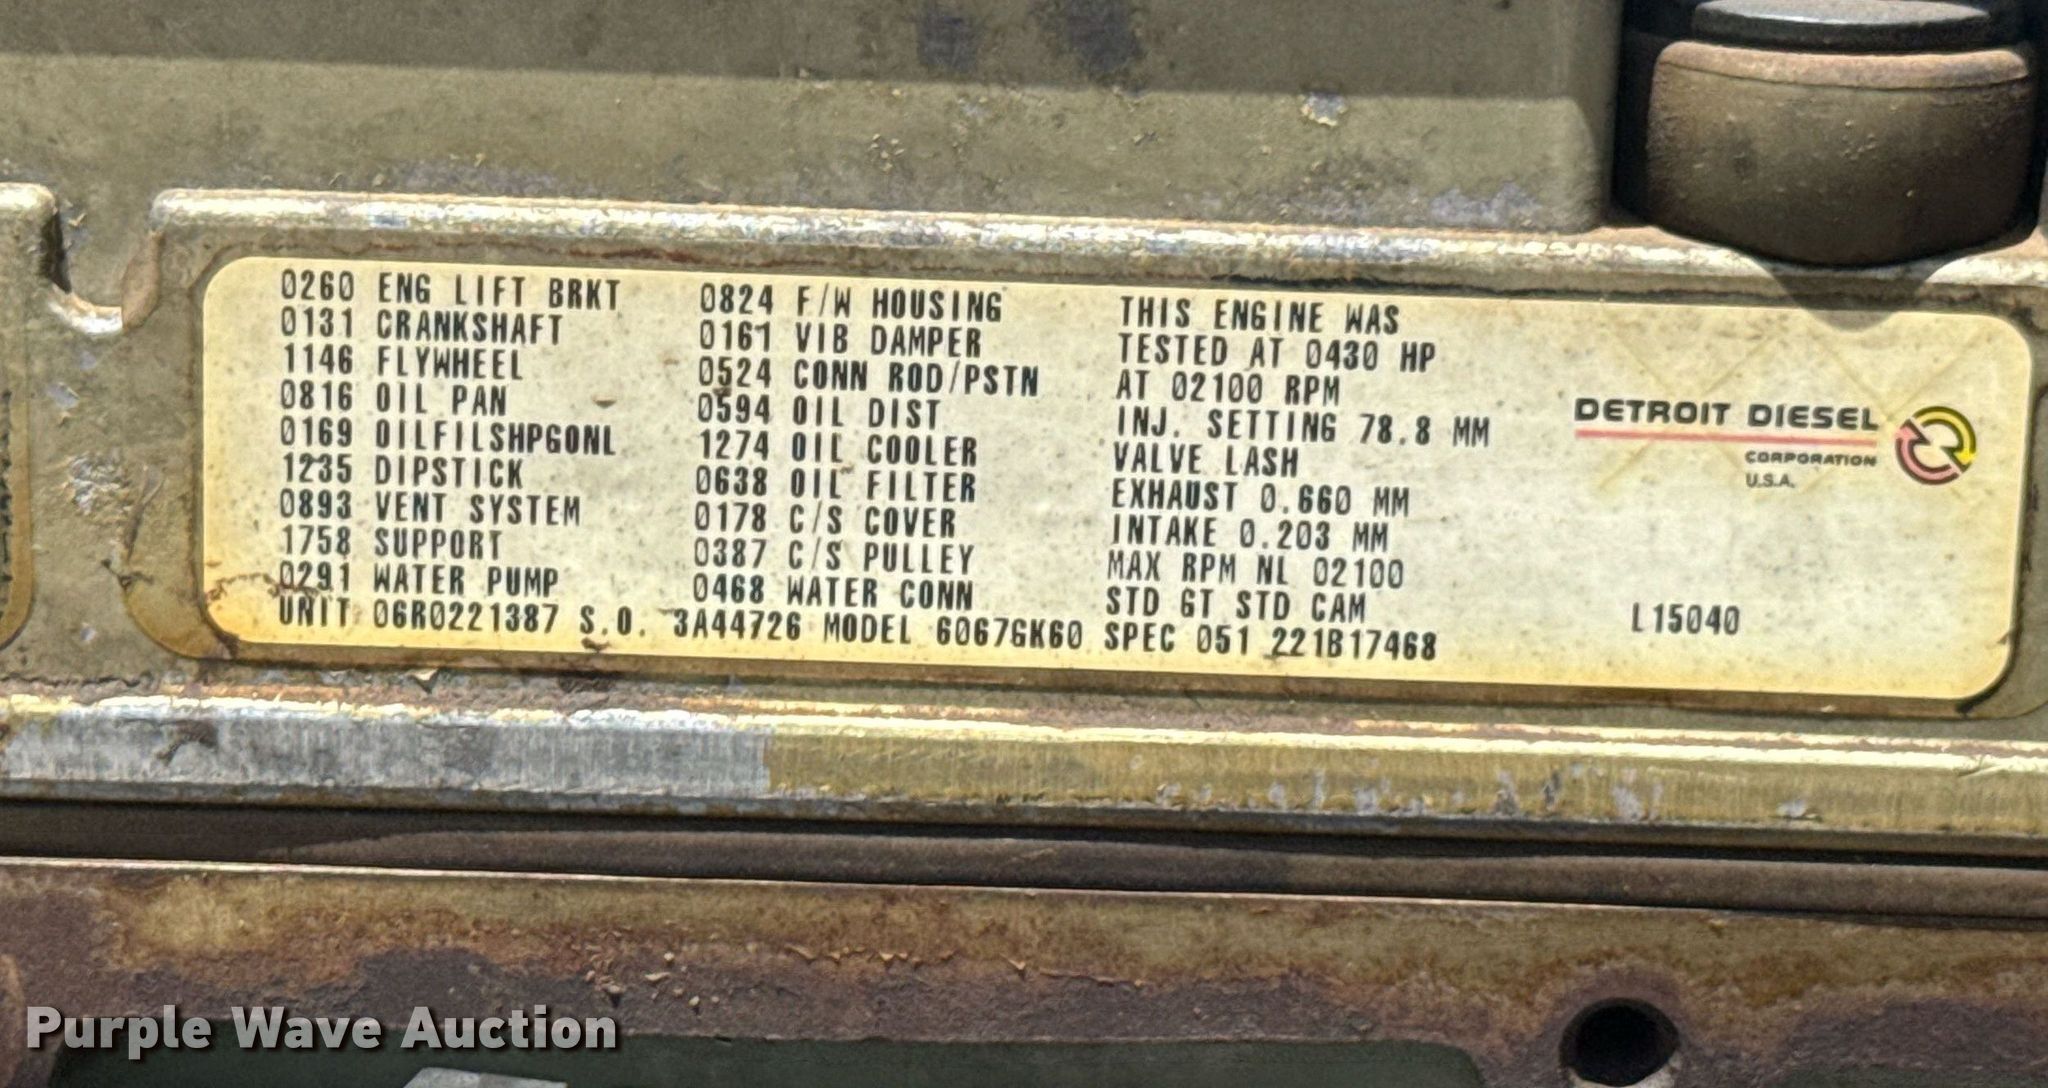 0260 ENG LIFT BRKT
0131 CRANKSHAFT
1146 FLYWHEEL
0816 OIL PAN
0169 OILFILSHPGONL
1235 DIPSTICK
0893 VENT SYSTEM
1758 SUPPORT
0291 WATER PUMP
0824 F/W HOUSING
0161 VIB DAMPER
0524 CONN ROD/PSTN
0594 OIL DIST
1274 OIL COOLER
0638 OIL FILTER
0178 C/S COVER
0387 C/S PULLEY
0468 WATER CONN
THIS ENGINE WAS
TESTED AT 0430 HP
AT 02100 RPM
INJ. SETTING 78.8 MM
VALVE LASH
EXHAUST 0.660 MM
INTAKE 0.203 MM
MAX RPM NL 02100
STD GT STD CAM
UNIT 06R0221387 S.O. 3A44726 MODEL 6067GK60 SPEC 051 221B17468
DETROIT DIESEL
CORPORATION
U.S.A.
L15040
Purple Wave Auction